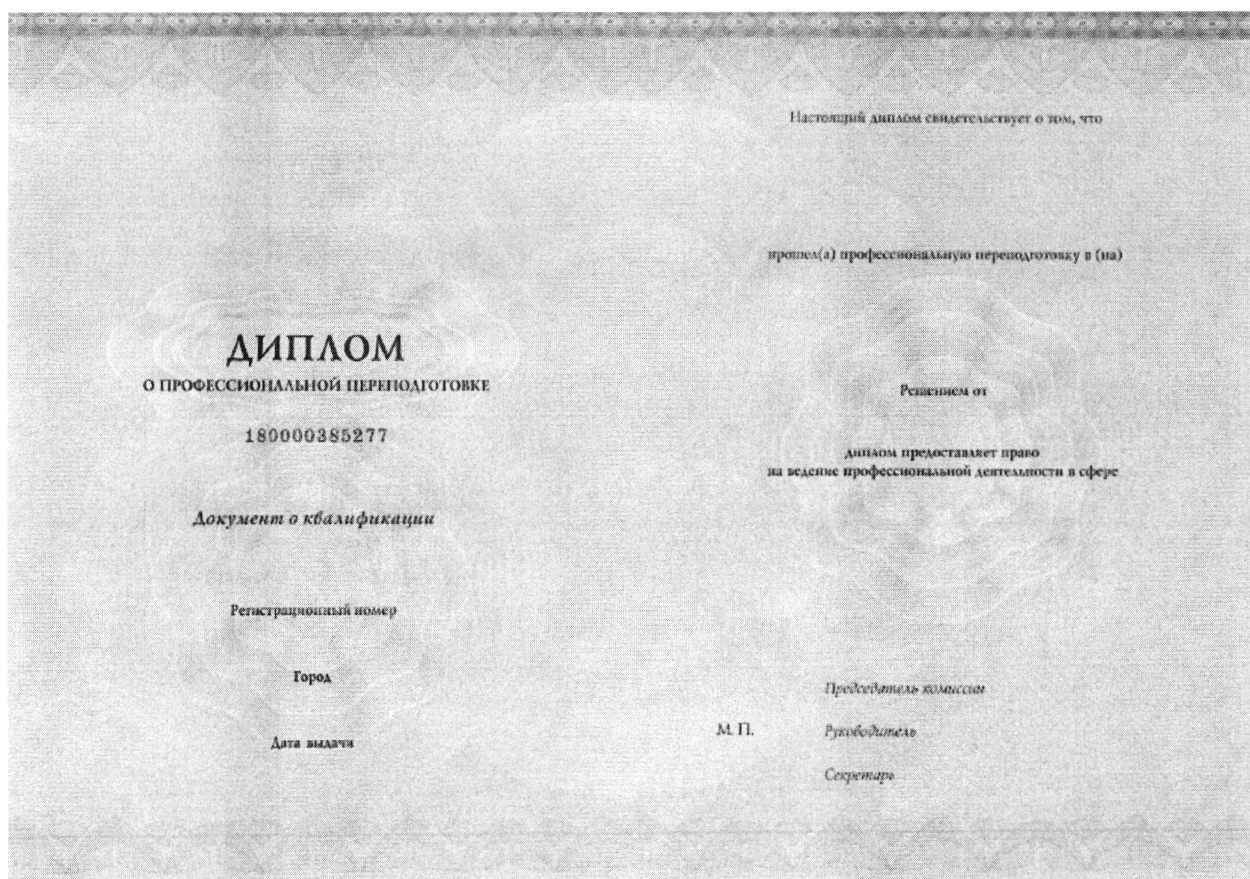 ДИПЛОМ
О ПРОФЕССИОНАЛЬНОЙ ПЕРЕПОДГОТОВКЕ
180000385277
Документ о квалификации
Регистрационный номер
Город
Дата выдачи
Настоящий диплом свидетельствует о том, что
прошел(а) профессиональную переподготовку в (на)
Решением от
диплом предоставляет право
на ведение профессиональной деятельности в сфере
Председатель комиссии
М. П.
Руководитель
Секретарь